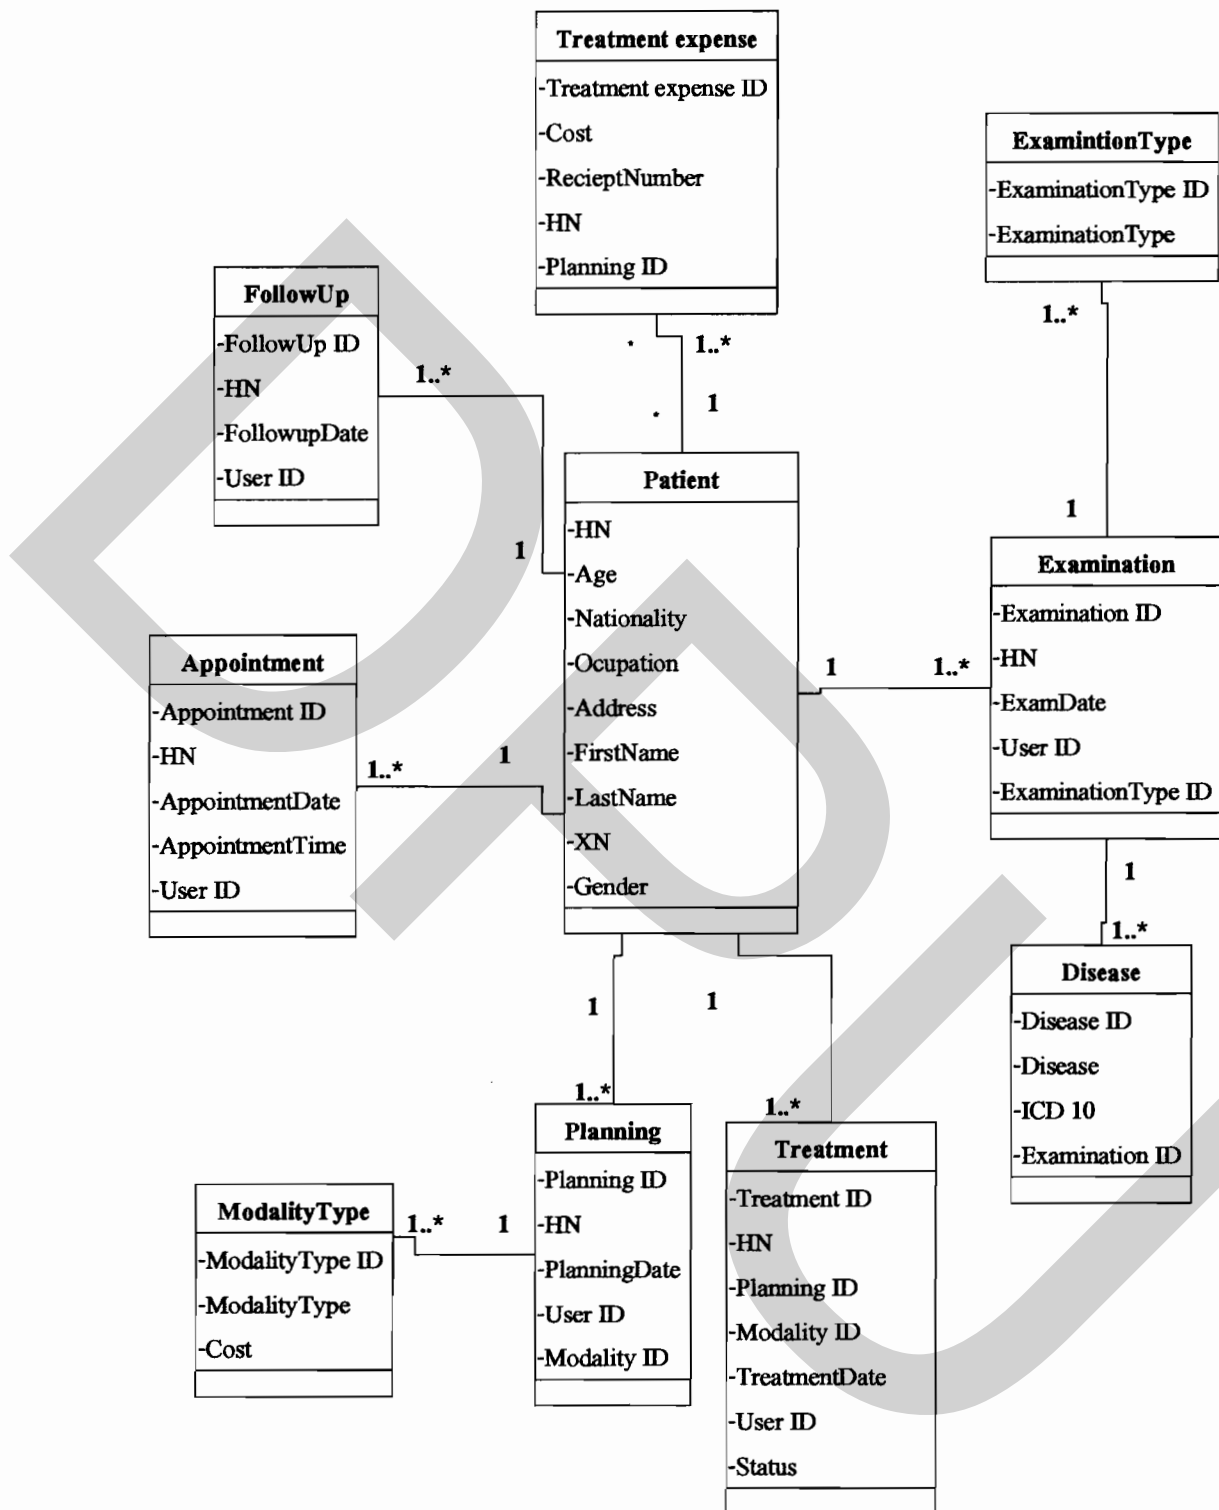 Treatment expense
-Treatment expense ID
-Cost
-RecieptNumber
-HN
-Planning ID
ExamintionType
-ExaminationType ID
-ExaminationType
FollowUp
-FollowUp ID
-HN
-FollowupDate
-User ID
1..*
1
1..*
1
1..*
1
Patient
-HN
-Age
-Nationality
-Ocupation
-Address
-FirstName
-LastName
-XN
-Gender
Examination
-Examination ID
-HN
-ExamDate
-User ID
-ExaminationType ID
1
1..*
Appointment
-Appointment ID
-HN
-AppointmentDate
-AppointmentTime
-User ID
1..*
1
1
1..*
Disease
-Disease ID
-Disease
-ICD 10
-Examination ID
1
1..*
1
1..*
Planning
-Planning ID
-HN
-PlanningDate
-User ID
-Modality ID
Treatment
-Treatment ID
-HN
-Planning ID
-Modality ID
-TreatmentDate
-User ID
-Status
ModalityType
-ModalityType ID
-ModalityType
-Cost
1..*
1
DPU